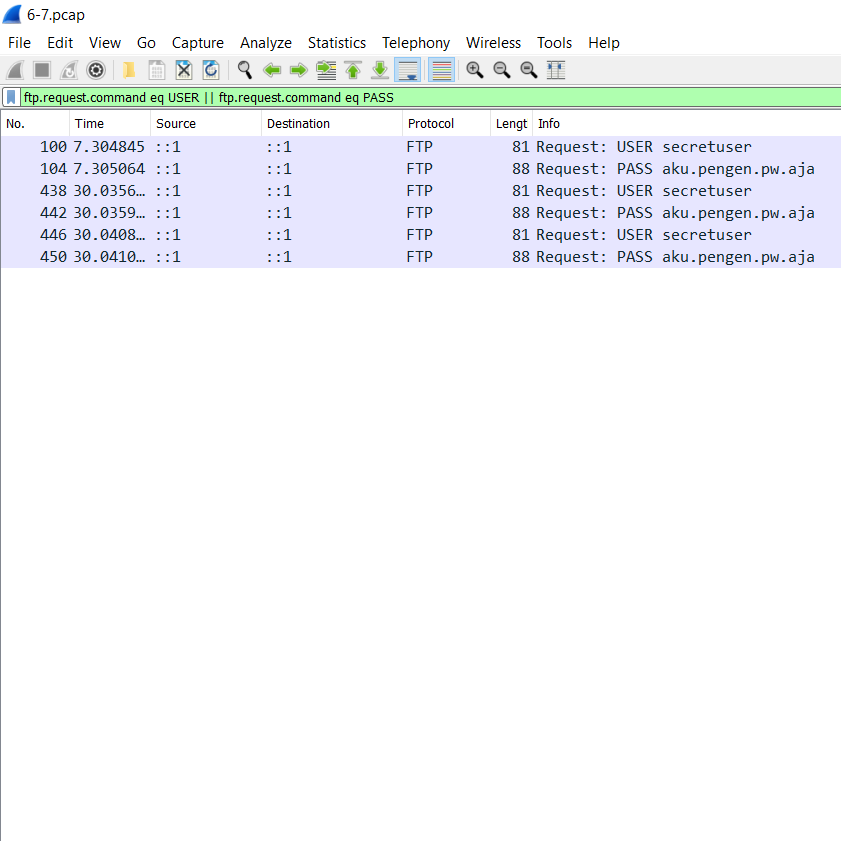 6-7.pcap
File Edit View Go Capture Analyze Statistics Telephony Wireless Tools Help
ftp.request.command eq USER || ftp.request.command eq PASS
No. Time Source Destination Protocol Lengt Info
100 7.304845 ::1 ::1 FTP 81 Request: USER secretuser
104 7.305064 ::1 ::1 FTP 88 Request: PASS aku.pengen.pw.aja
438 30.0356… ::1 ::1 FTP 81 Request: USER secretuser
442 30.0359… ::1 ::1 FTP 88 Request: PASS aku.pengen.pw.aja
446 30.0408… ::1 ::1 FTP 81 Request: USER secretuser
450 30.0410… ::1 ::1 FTP 88 Request: PASS aku.pengen.pw.aja